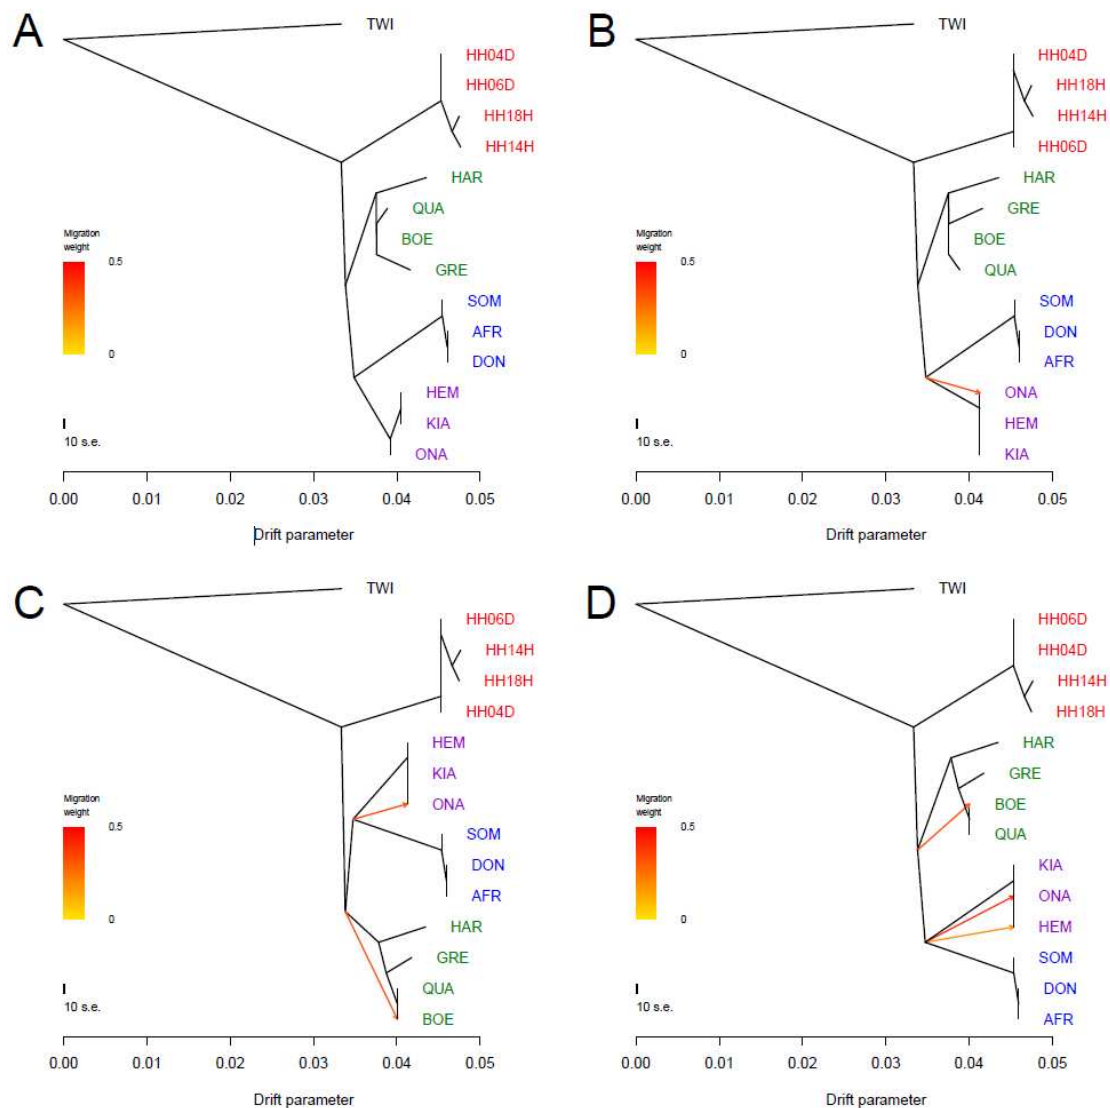 A
TWI
HH04D
HH06D
HH18H
HH14H
HAR
QUA
BOE
GRE
SOM
AFR
DON
HEM
KIA
ONA
Migration
weight
0.5
0
10 s.e.
0.00 0.01 0.02 0.03 0.04 0.05
Drift parameter
B
TWI
HH04D
HH18H
HH14H
HH06D
HAR
GRE
BOE
QUA
SOM
DON
AFR
ONA
HEM
KIA
Migration
weight
0.5
0
10 s.e.
0.00 0.01 0.02 0.03 0.04 0.05
Drift parameter
C
TWI
HH06D
HH14H
HH18H
HH04D
HEM
KIA
ONA
SOM
DON
AFR
HAR
GRE
QUA
BOE
Migration
weight
0.5
0
10 s.e.
0.00 0.01 0.02 0.03 0.04 0.05
Drift parameter
D
TWI
HH06D
HH04D
HH14H
HH18H
HAR
GRE
BOE
QUA
KIA
ONA
HEM
SOM
DON
AFR
Migration
weight
0.5
0
10 s.e.
0.00 0.01 0.02 0.03 0.04 0.05
Drift parameter